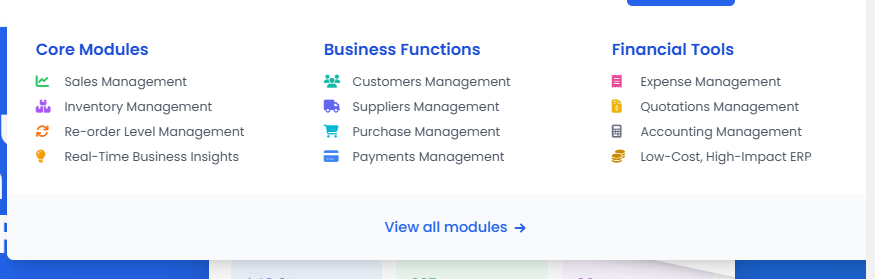 Core Modules
Sales Management
Inventory Management
Re-order Level Management
Real-Time Business Insights
Business Functions
Customers Management
Suppliers Management
Purchase Management
Payments Management
Financial Tools
Expense Management
Quotations Management
Accounting Management
Low-Cost, High-Impact ERP
View all modules →